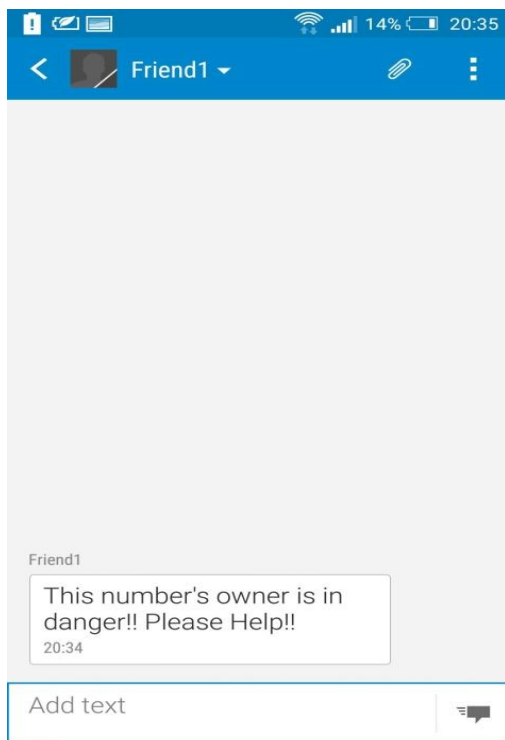 14% 20:35
Friend1
Friend1
This number's owner is in
danger!! Please Help!!
20:34
Add text